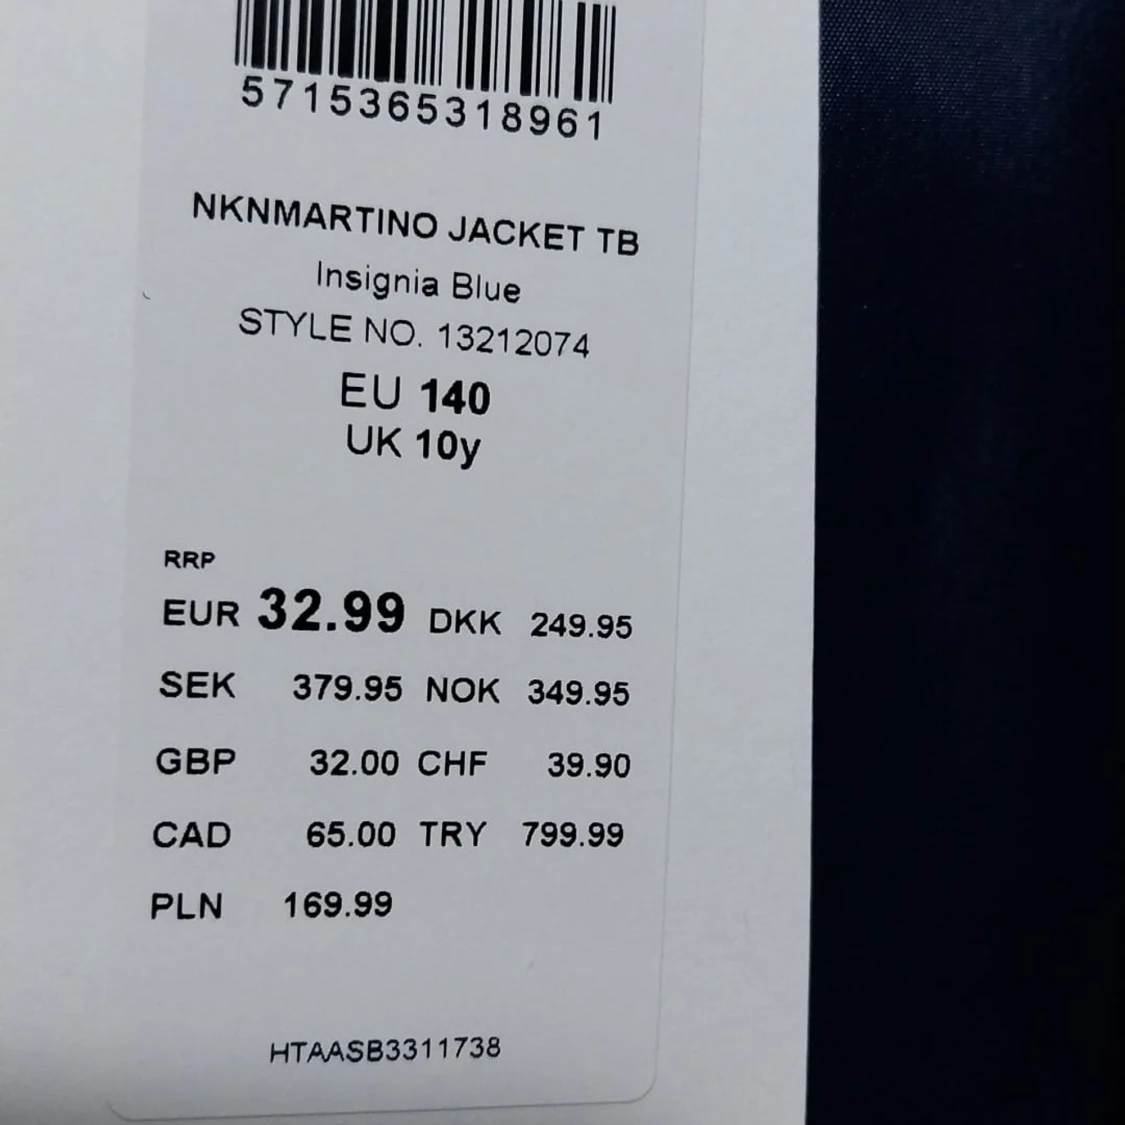 5715365318961
NKNMARTINO JACKET TB
Insignia Blue
STYLE NO. 13212074
EU 140
UK 10y
RRP
EUR 32.99 DKK 249.95
SEK 379.95 NOK 349.95
GBP 32.00 CHF 39.90
CAD 65.00 TRY 799.99
PLN 169.99
HTAASB3311738